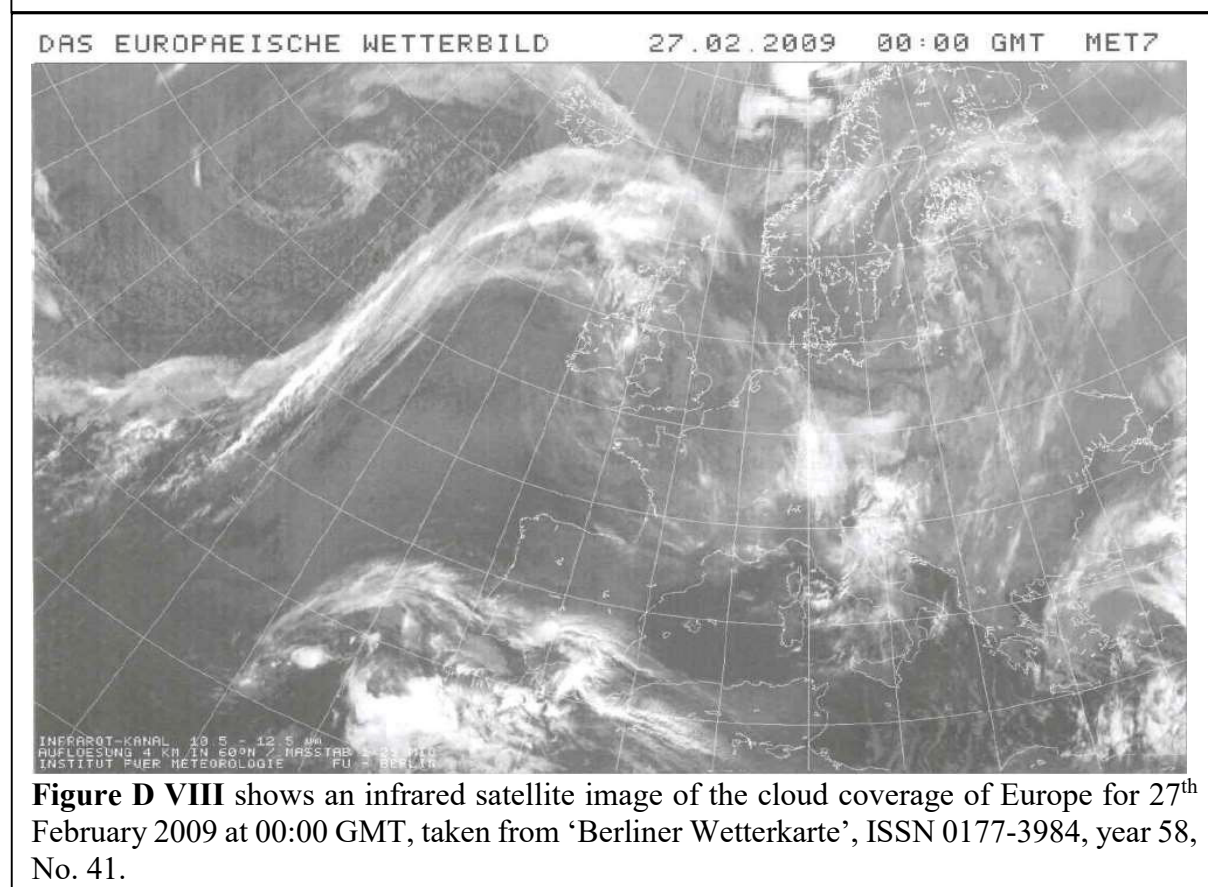 DAS EUROPAEISCHE WETTERBILD 27.02.2009 00:00 GMT MET7
INFRAROT-KANAL 10.5 - 12.5 µm
AUFLOESUNG 4 KM IN 60°N / MASSTAB
INSTITUT FUER METEOROLOGIE FU - BERLIN
Figure D VIII shows an infrared satellite image of the cloud coverage of Europe for 27th
February 2009 at 00:00 GMT, taken from ‘Berliner Wetterkarte’, ISSN 0177-3984, year 58,
No. 41.